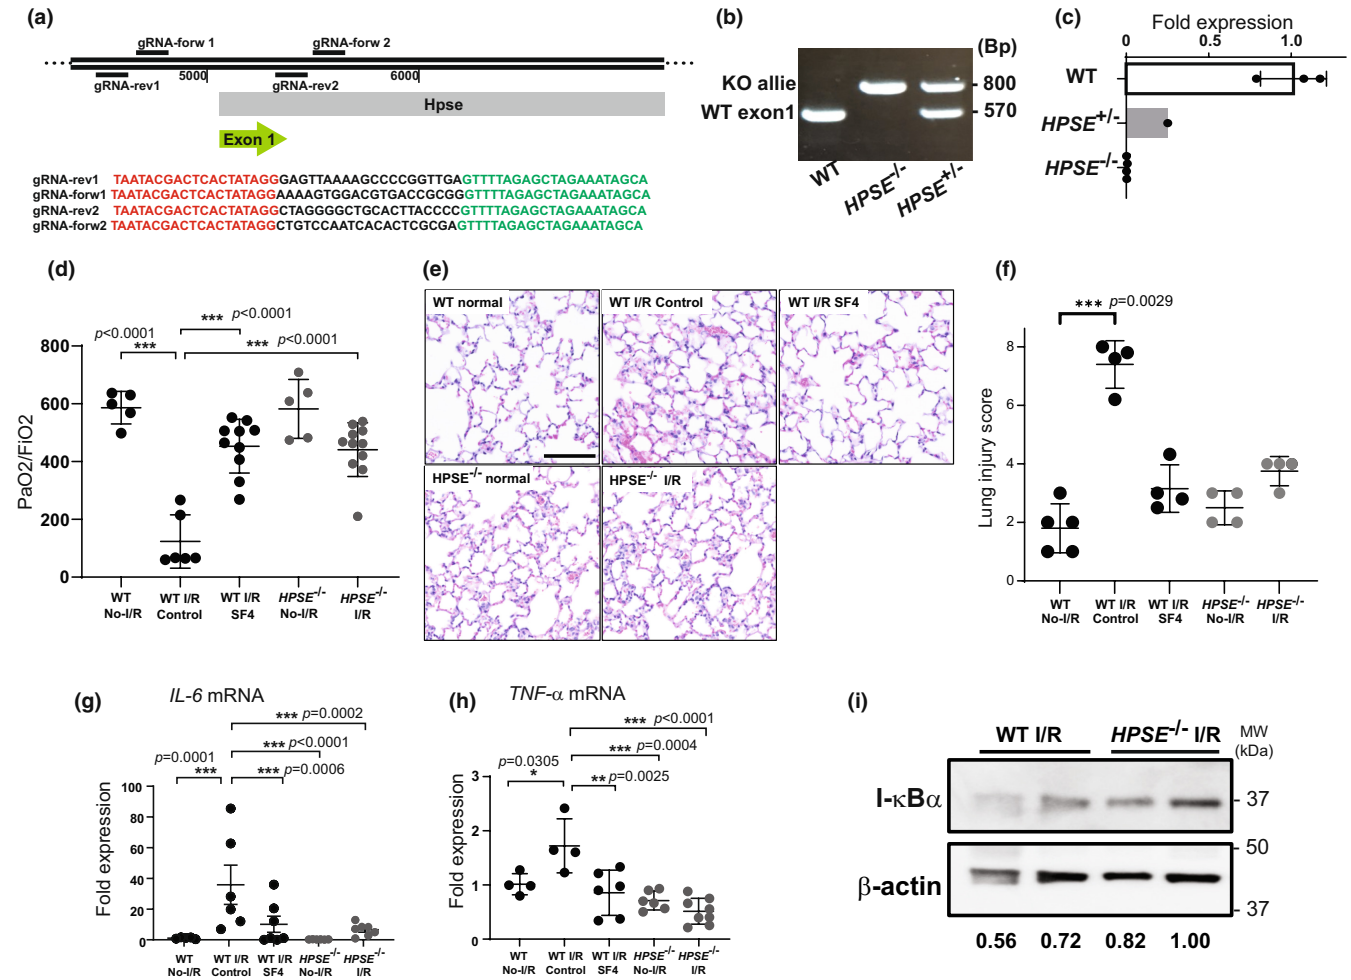 (a)
gRNA-forw 1
gRNA-forw 2
gRNA-rev1
5000
gRNA-rev2
6000
Hpse
Exon 1
gRNA-rev1 TAATACGACTCACTATAGGGAGTTAAAAGCCCCGGTTGAGTTTTAGAGCTAGAAATAGCA
gRNA-forw1 TAATACGACTCACTATAGGAAAAGTGGACGTGACCGCGGTTTTAGAGCTAGAAATAGCA
gRNA-rev2 TAATACGACTCACTATAGGCTAGGGGCTGCACTTACCCCGTTTTAGAGCTAGAAATAGCA
gRNA-forw2 TAATACGACTCACTATAGGCTGTCCAATCACACTCGCGAGTTTTAGAGCTAGAAATAGCA
(b)
(Bp)
KO allie
800
WT exon1
570
WT
HPSE-/-
HPSE+/-
(c)
Fold expression
0 0.5 1.0
WT
HPSE+/-
HPSE-/-
(d)
p<0.0001
*** p<0.0001
***
*** p<0.0001
800
600
400
200
0
PaO2/FiO2
WT No-I/R
WT I/R Control
WT I/R SF4
HPSE-/- No-I/R
HPSE-/- I/R
(e)
WT normal
WT I/R Control
WT I/R SF4
HPSE-/- normal
HPSE-/- I/R
(f)
*** p=0.0029
8
6
4
2
0
Lung injury score
WT No-I/R
WT I/R Control
WT I/R SF4
HPSE-/- No-I/R
HPSE-/- I/R
(g)
IL-6 mRNA
*** p=0.0002
*** p<0.0001
p=0.0001
***
*** p=0.0006
100
80
60
40
20
0
Fold expression
WT No-I/R
WT I/R Control
WT I/R SF4
HPSE-/- No-I/R
HPSE-/- I/R
(h)
TNF-α mRNA
*** p<0.0001
*** p=0.0004
p=0.0305
*
** p=0.0025
3
2
1
0
Fold expression
WT No-I/R
WT I/R Control
WT I/R SF4
HPSE-/- No-I/R
HPSE-/- I/R
(i)
WT I/R
HPSE-/- I/R
MW (kDa)
I-κBα
37
50
β-actin
37
0.56 0.72 0.82 1.00